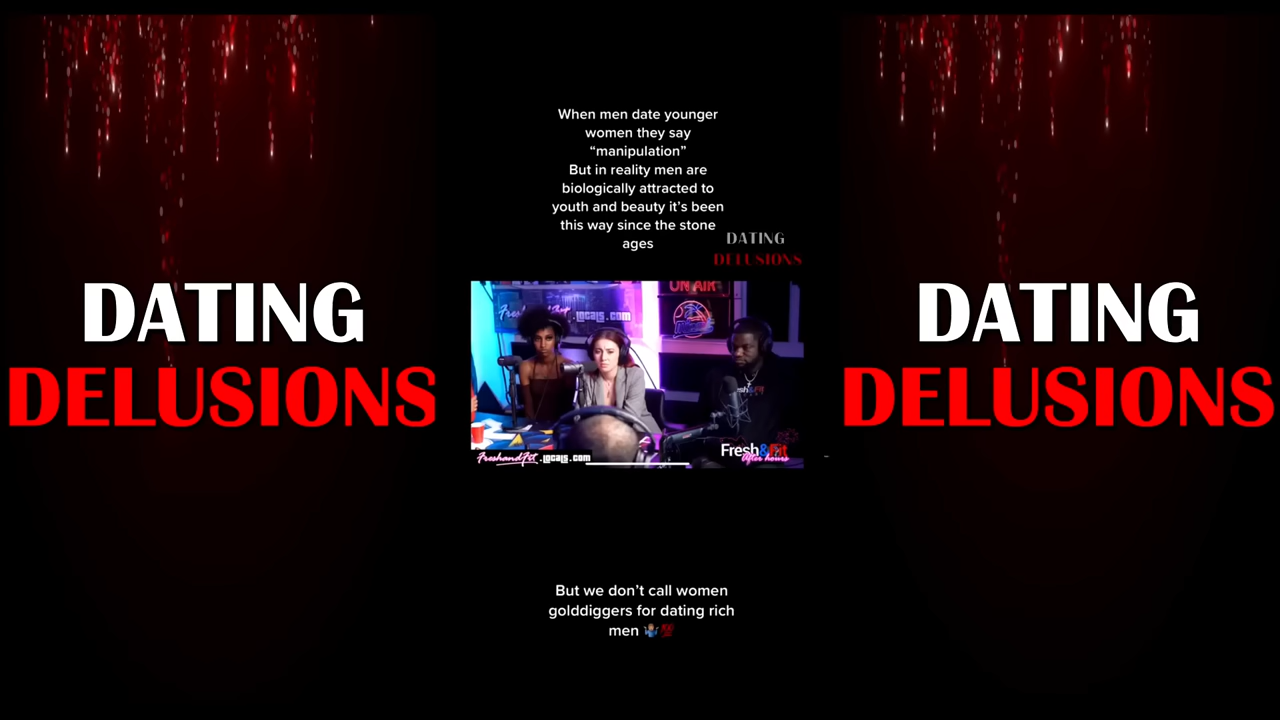 DATING
DELUSIONS
When men date younger
women they say
“manipulation”
But in reality men are
biologically attracted to
youth and beauty it’s been
this way since the stone
ages
DATING
DELUSIONS
ON AIR
FreshandFit.locals.com
Fresh&Fit
After hours
But we don’t call women
golddiggers for dating rich
men 🤷🏽‍♂️💯
DATING
DELUSIONS